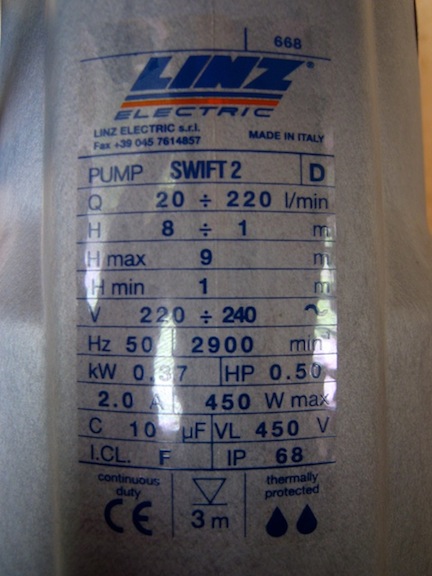 668
LINZ®
ELECTRIC
LINZ ELECTRIC s.r.l.
Fax +39 045 7614857
MADE IN ITALY
PUMP SWIFT 2 D
Q 20 ÷ 220 l/min
H 8 ÷ 1 m
H max 9 m
H min 1 m
V 220 ÷ 240 ~
Hz 50 2900 min⁻¹
kW 0.37 HP 0.50
2.0 A 450 W max
C 10 µF VL 450 V
I.CL. F IP 68
continuous
duty
CE
3 m
thermally
protected